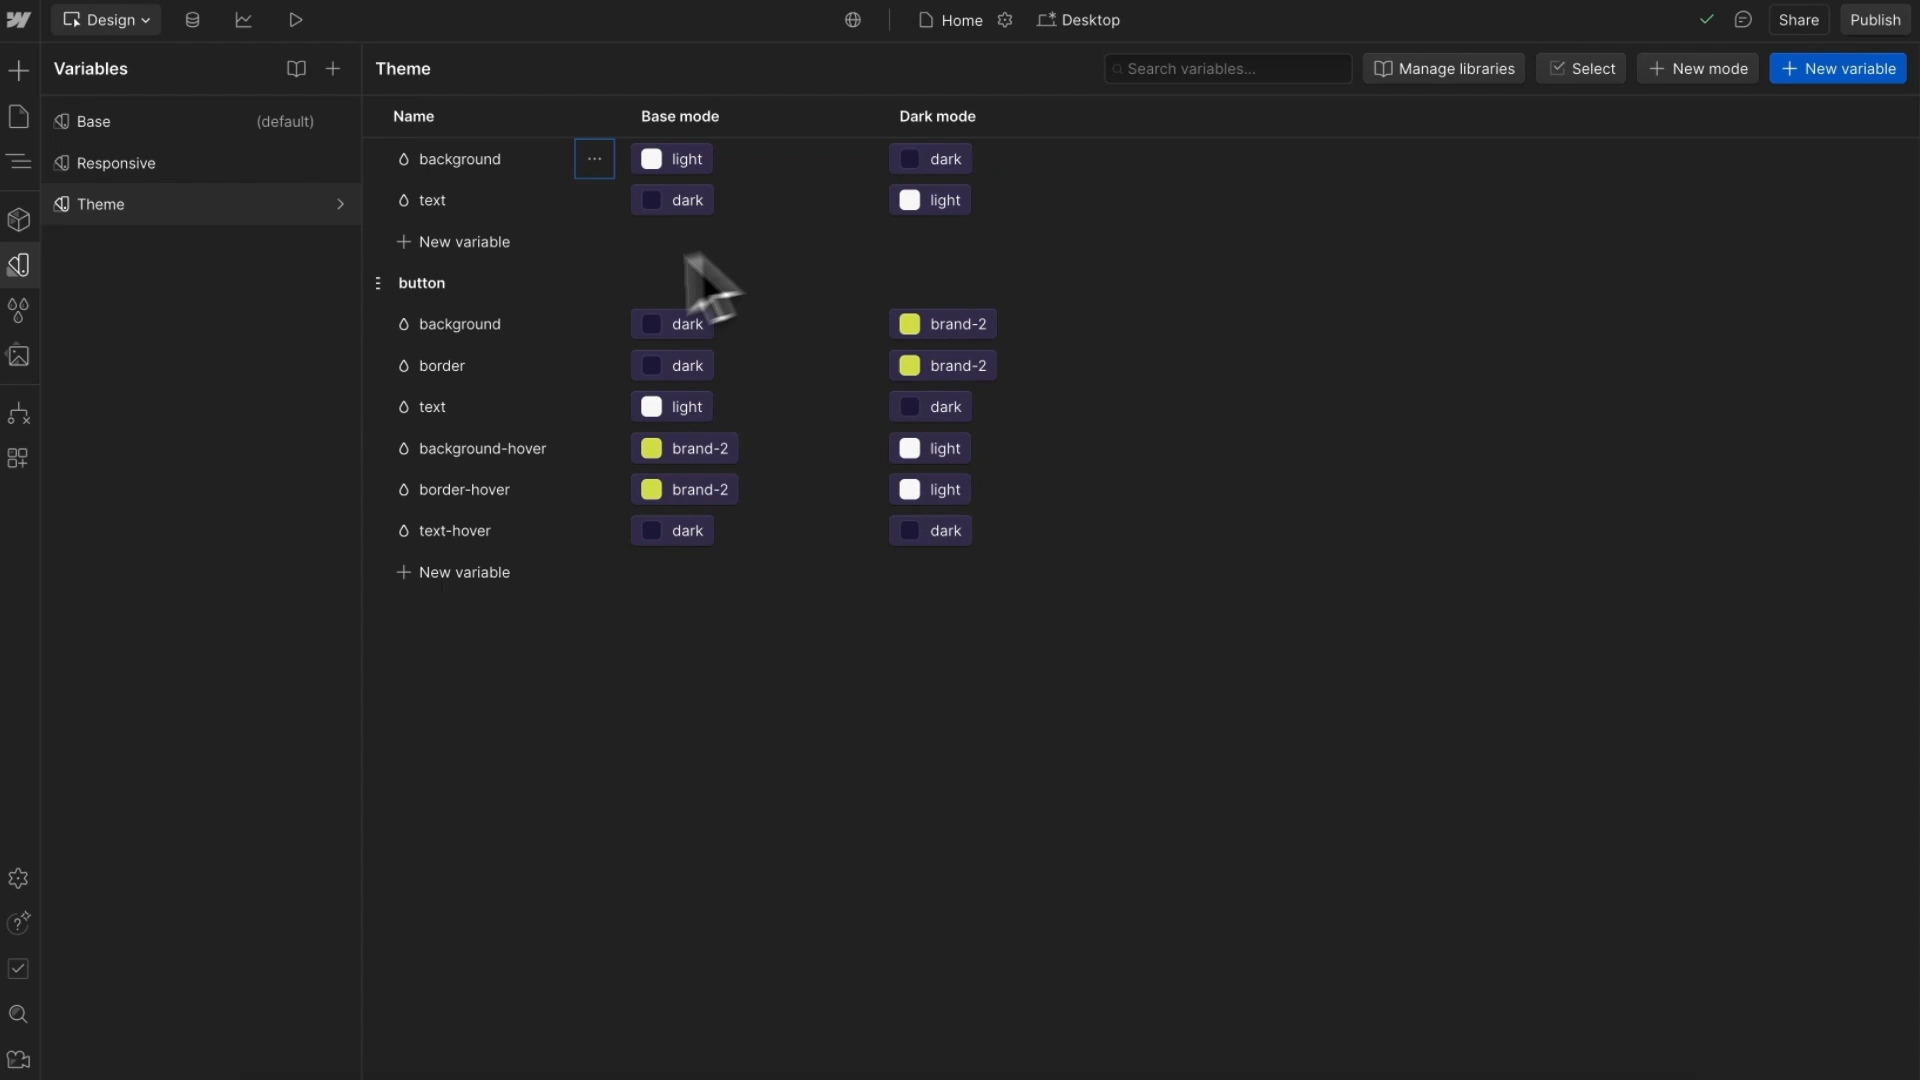 Design
Home
Desktop
Share
Publish
Variables
Theme
Search variables...
Manage libraries
Select
New mode
New variable
Base
(default)
Responsive
Theme
Name
Base mode
Dark mode
background
light
dark
text
dark
light
New variable
button
background
dark
brand-2
border
dark
brand-2
text
light
dark
background-hover
brand-2
light
border-hover
brand-2
light
text-hover
dark
dark
New variable